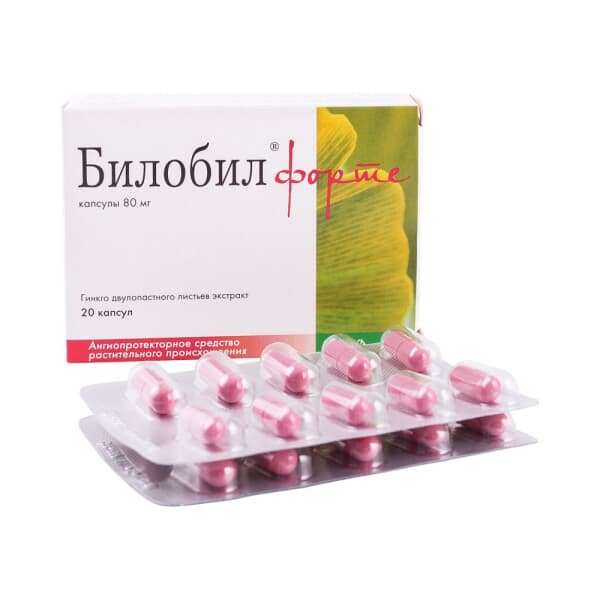 Билобил® форте
капсулы 80 мг
Гинкго двулопастного листьев экстракт
20 капсул
Ангиопротекторное средство
растительного происхождения